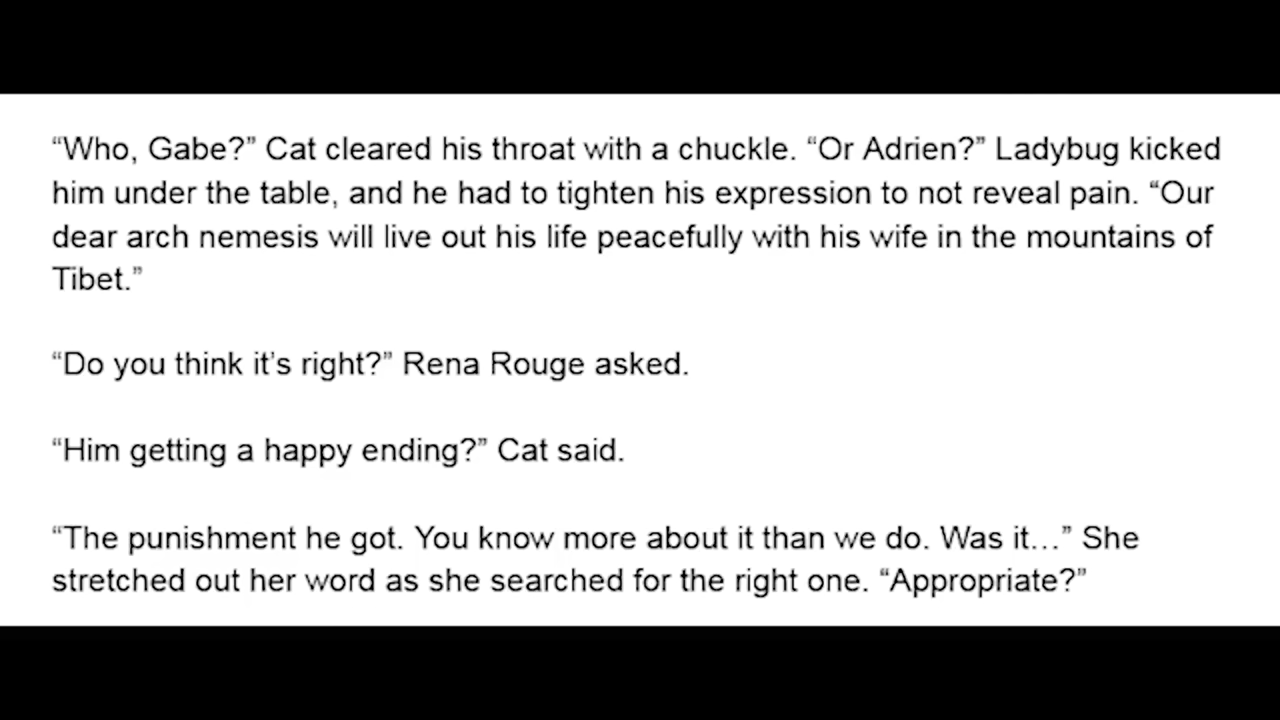 “Who, Gabe?” Cat cleared his throat with a chuckle. “Or Adrien?” Ladybug kicked
him under the table, and he had to tighten his expression to not reveal pain. “Our
dear arch nemesis will live out his life peacefully with his wife in the mountains of
Tibet.”
“Do you think it’s right?” Rena Rouge asked.
“Him getting a happy ending?” Cat said.
“The punishment he got. You know more about it than we do. Was it…” She
stretched out her word as she searched for the right one. “Appropriate?”